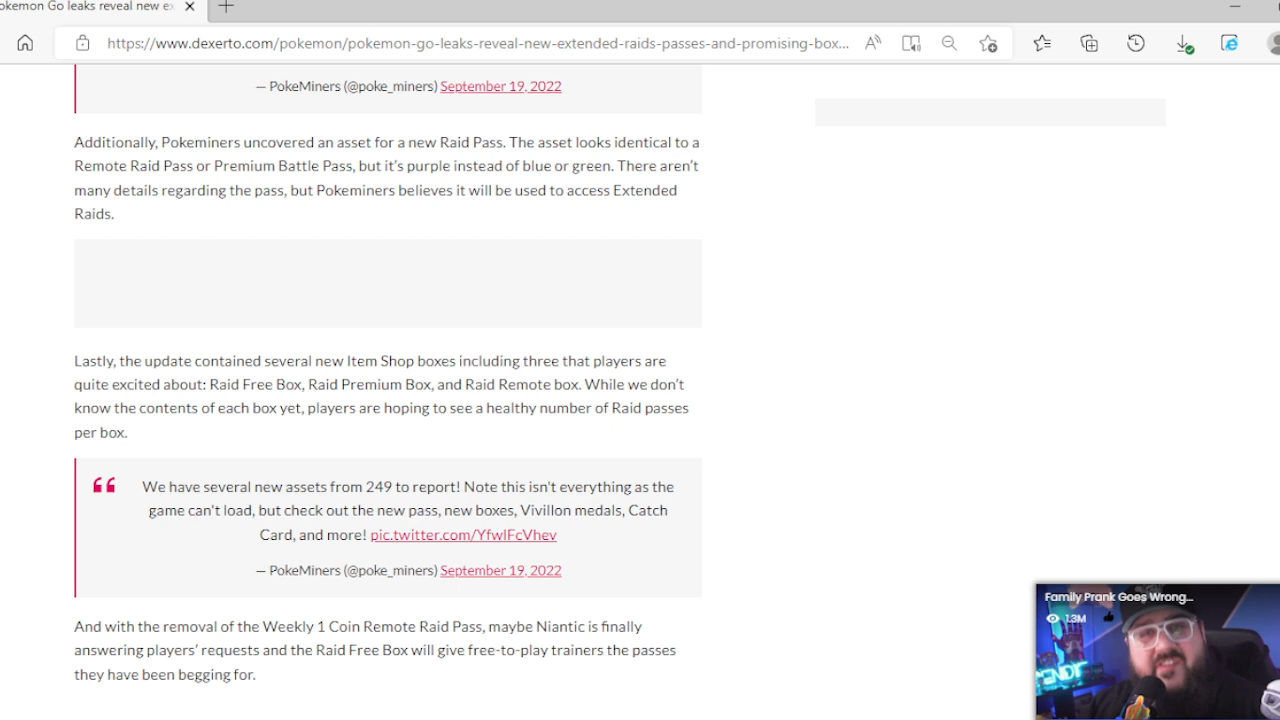 okemon Go leaks reveal new ex
https://www.dexerto.com/pokemon/pokemon-go-leaks-reveal-new-extended-raids-passes-and-promising-box...
— PokeMiners (@poke_miners) September 19, 2022
Additionally, Pokeminers uncovered an asset for a new Raid Pass. The asset looks identical to a
Remote Raid Pass or Premium Battle Pass, but it's purple instead of blue or green. There aren't
many details regarding the pass, but Pokeminers believes it will be used to access Extended
Raids.
Lastly, the update contained several new Item Shop boxes including three that players are
quite excited about: Raid Free Box, Raid Premium Box, and Raid Remote box. While we don't
know the contents of each box yet, players are hoping to see a healthy number of Raid passes
per box.
We have several new assets from 249 to report! Note this isn't everything as the
game can't load, but check out the new pass, new boxes, Vivillon medals, Catch
Card, and more! pic.twitter.com/YfwlFcVhev
— PokeMiners (@poke_miners) September 19, 2022
And with the removal of the Weekly 1 Coin Remote Raid Pass, maybe Niantic is finally
answering players' requests and the Raid Free Box will give free-to-play trainers the passes
they have been begging for.
Family Prank Goes Wrong...
1.3M